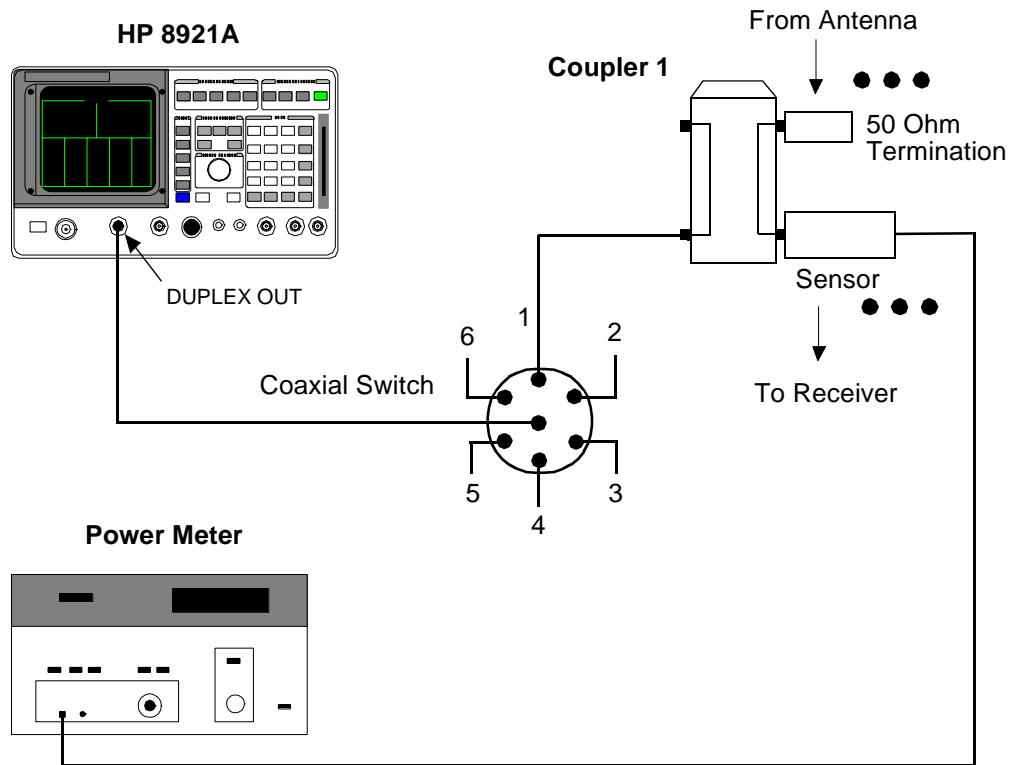 From Antenna
HP 8921A
Coupler 1
50 Ohm
Termination
DUPLEX OUT
Sensor
1
6
2
Coaxial Switch
To Receiver
5
3
4
Power Meter